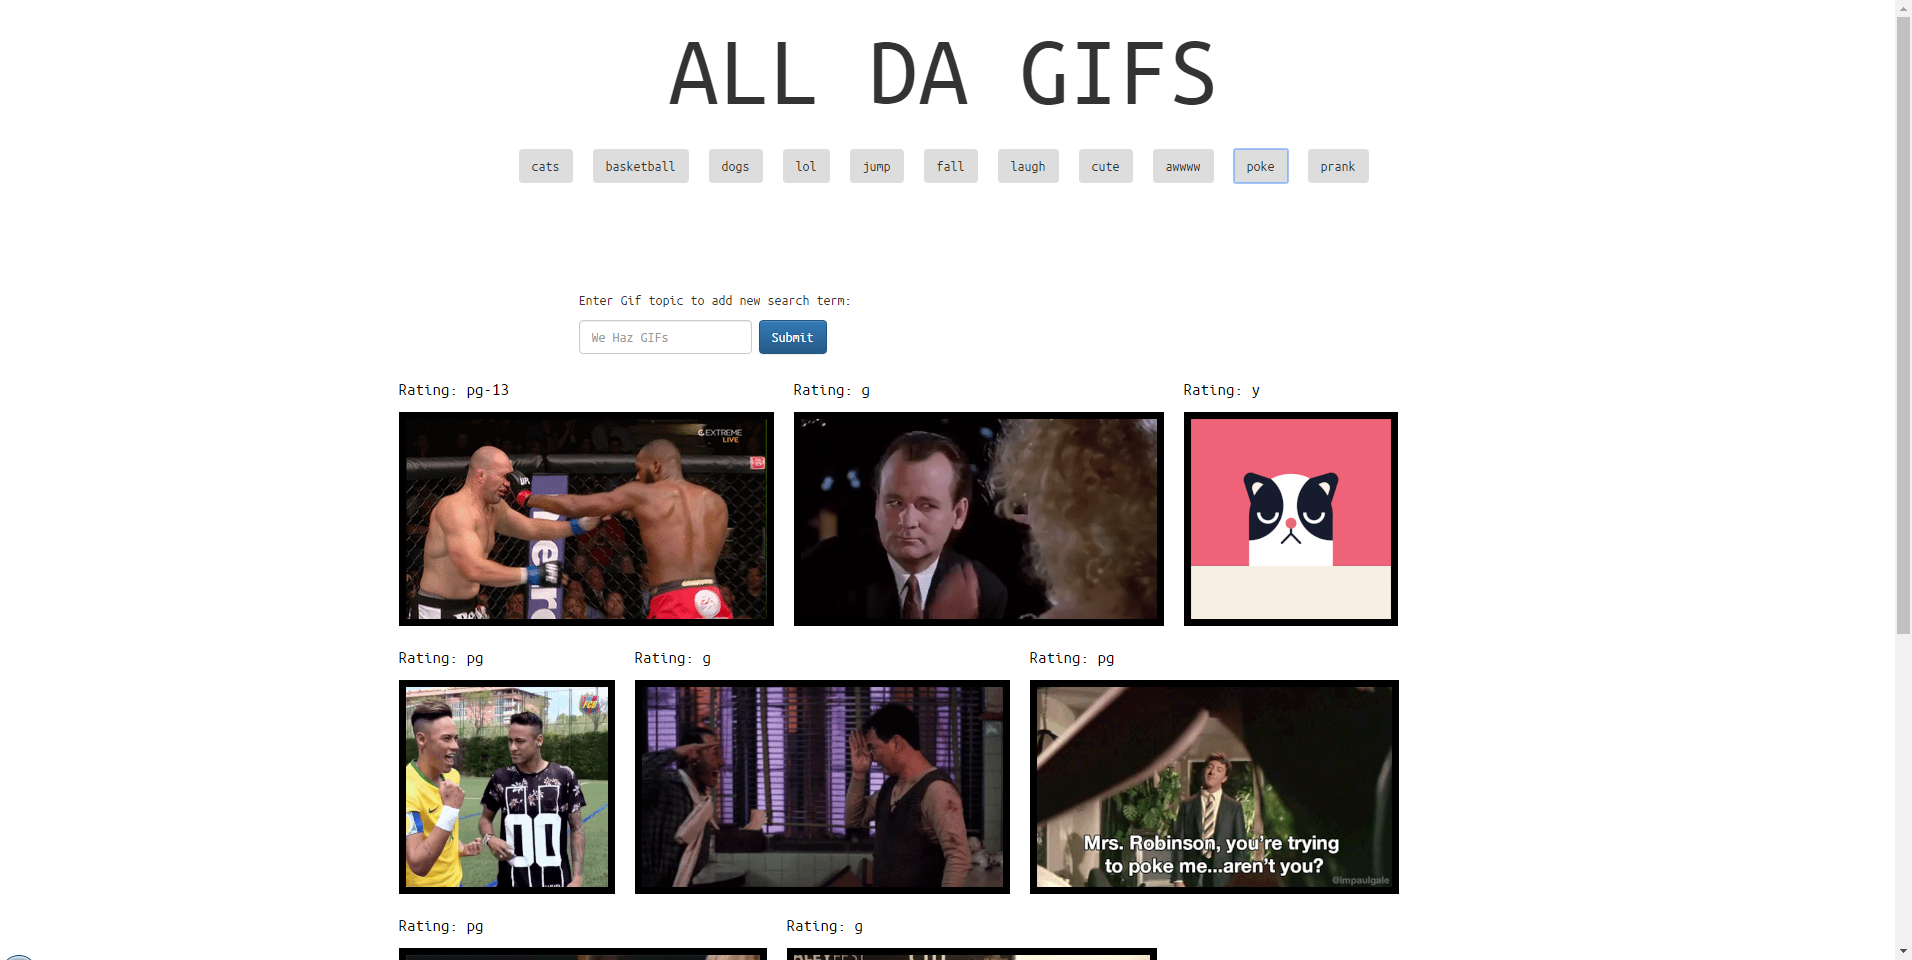 ALL DA GIFS
cats basketball dogs lol jump fall laugh cute awwww poke prank
Enter Gif topic to add new search term:
We Haz GIFs Submit
Rating: pg-13 Rating: g Rating: y
EXTREME
LIVE
Rating: pg Rating: g Rating: pg
FCB
00
Mrs. Robinson, you're trying
to poke me...aren't you?
@impaulgale
Rating: pg Rating: g